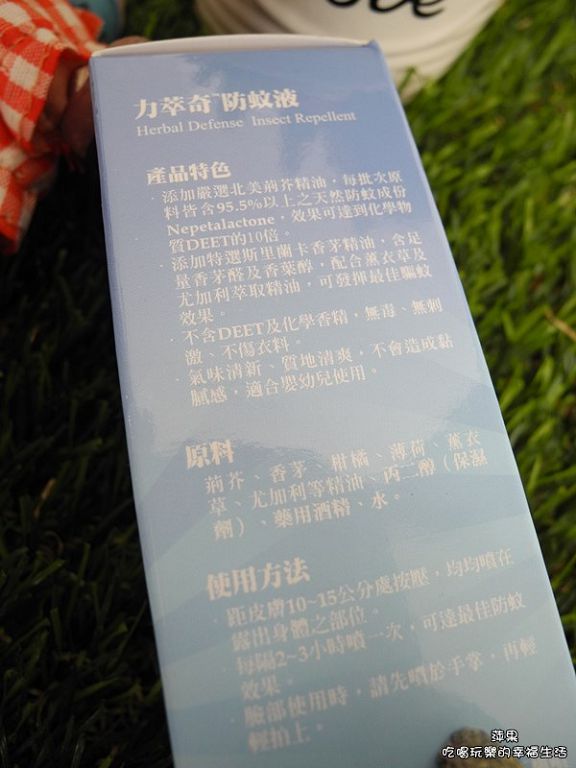 力萃奇™防蚊液
Herbal Defense Insect Repellent
產品特色
· 添加嚴選北美荊芥精油，每批次原
料皆含95.5%以上之天然防蚊成份
Nepetalactone，效果可達到化學物
質DEET的10倍。
· 添加特選斯里蘭卡香茅精油，含足
量香茅醛及香葉醇，配合薰衣草及
尤加利萃取精油，可發揮最佳驅蚊
效果。
· 不含DEET及化學香精，無毒、無刺
激、不傷衣料。
· 氣味清新、質地清爽，不會造成黏
膩感，適合嬰幼兒使用。
原料
荊芥、香茅、柑橘、薄荷、薰衣
草、尤加利等精油、丙二醇（保濕
劑）、藥用酒精、水。
使用方法
· 距皮膚10~15公分處按壓，均勻噴在
露出身體之部位。
· 每隔2~3小時噴一次，可達最佳防蚊
效果。
· 臉部使用時，請先噴於手掌，再輕
輕拍上。
萍果
吃喝玩樂的幸福生活